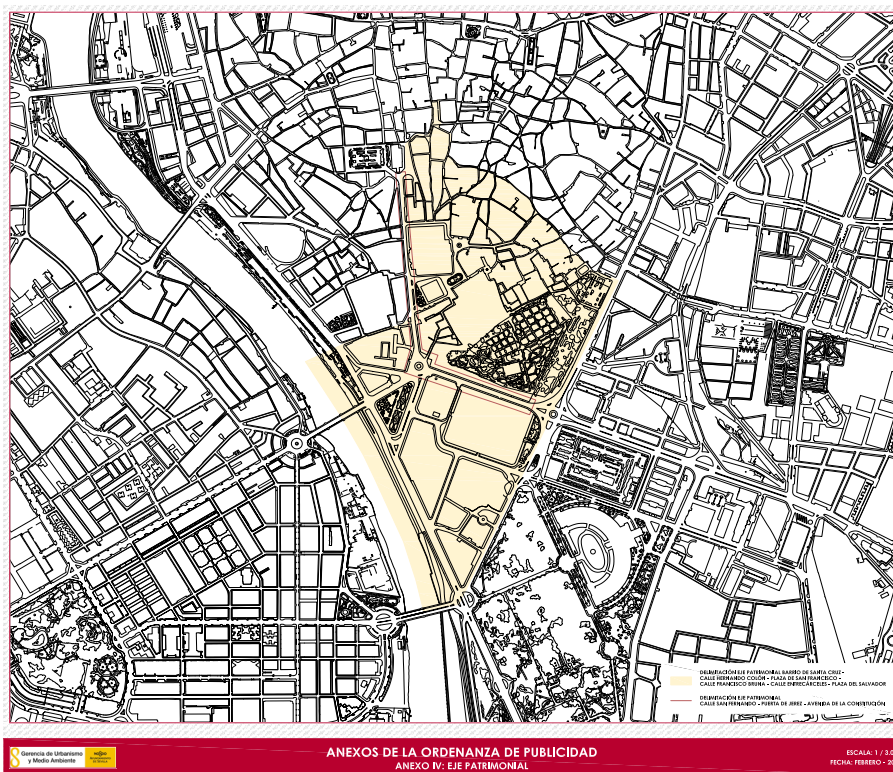 DELIMITACIÓN EJE PATRIMONIAL BARRIO DE SANTA CRUZ -
CALLE HERNANDO COLÓN - PLAZA DE SAN FRANCISCO -
CALLE FRANCISCO BRUNA - CALLE ENTRECÁRCELES - PLAZA DEL SALVADOR
DELIMITACIÓN EJE PATRIMONIAL
CALLE SAN FERNANDO - PUERTA DE JEREZ - AVENIDA DE LA CONSTITUCIÓN
Gerencia de Urbanismo
y Medio Ambiente
ANEXOS DE LA ORDENANZA DE PUBLICIDAD
ANEXO IV: EJE PATRIMONIAL
ESCALA: 1 / 3.0
FECHA: FEBRERO - 2